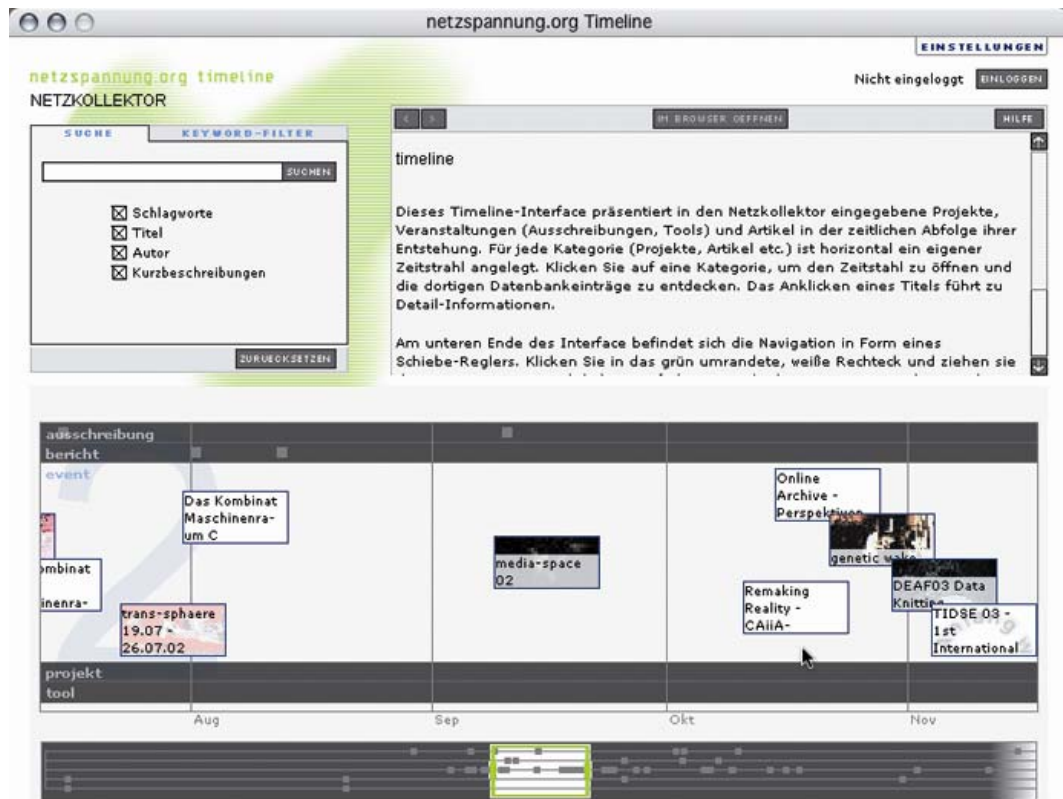 netzspannung.org Timeline
EINSTELLUNGEN
netzspannung.org timeline
Nicht eingeloggt EINLOGGEN
NETZKOLLEKTOR
SUCHE KEYWORD-FILTER
SUCHEN
Schlagworte
Titel
Autor
Kurzbeschreibungen
ZURUECKSETZEN
< > IM BROWSER OEFFNEN HILFE
timeline
Dieses Timeline-Interface präsentiert in den Netzkollektor eingegebene Projekte,
Veranstaltungen (Ausschreibungen, Tools) und Artikel in der zeitlichen Abfolge ihrer
Entstehung. Für jede Kategorie (Projekte, Artikel etc.) ist horizontal ein eigener
Zeitstrahl angelegt. Klicken Sie auf eine Kategorie, um den Zeitstahl zu öffnen und
die dortigen Datenbankeinträge zu entdecken. Das Anklicken eines Titels führt zu
Detail-Informationen.
Am unteren Ende des Interface befindet sich die Navigation in Form eines
Schiebe-Reglers. Klicken Sie in das grün umrandete, weiße Rechteck und ziehen sie
ausschreibung
bericht
event
ombinat
inenra-
trans-sphaere
19.07 -
26.07.02
Das Kombinat
Maschinenra-
um C
media-space
02
Online
Archive -
Perspektiven
genetic wake
Remaking
Reality -
CAiiA-
DEAF03 Data
Knitting
TIDSE 03 -
1st
International
projekt
tool
Aug Sep Okt Nov
2